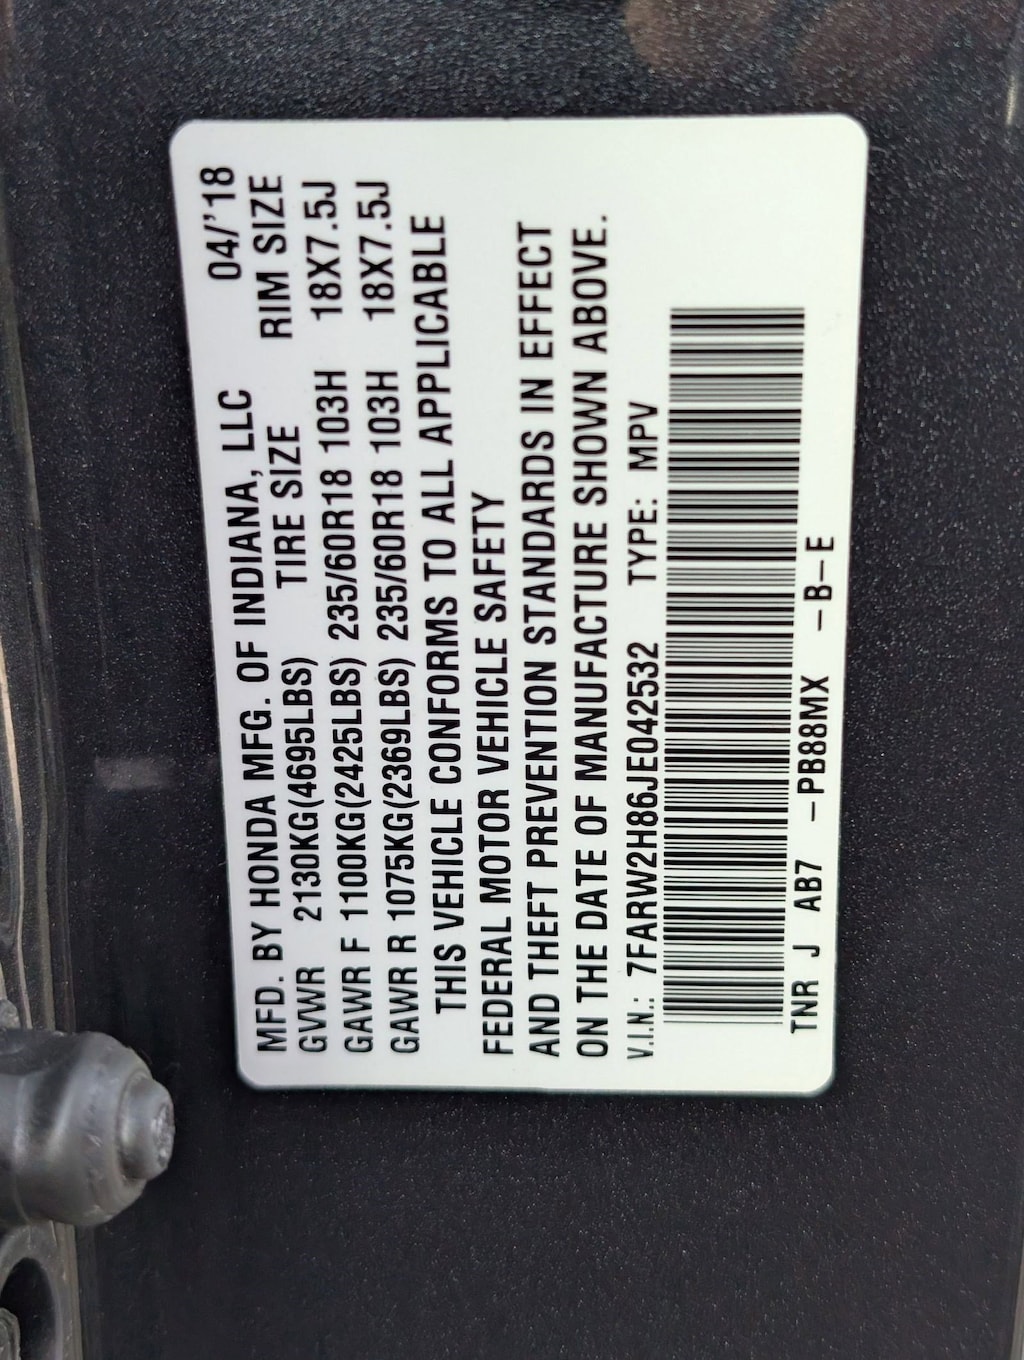 MFD. BY HONDA MFG. OF INDIANA, LLC 04/'18
GVWR 2130KG(4695LBS) TIRE SIZE RIM SIZE
GAWR F 1100KG(2425LBS) 235/60R18 103H 18X7.5J
GAWR R 1075KG(2369LBS) 235/60R18 103H 18X7.5J
THIS VEHICLE CONFORMS TO ALL APPLICABLE
FEDERAL MOTOR VEHICLE SAFETY
AND THEFT PREVENTION STANDARDS IN EFFECT
ON THE DATE OF MANUFACTURE SHOWN ABOVE.
V.I.N.: 7FARW2H86JE042532 TYPE: MPV
TNR J AB7 -PB88MX -B-E